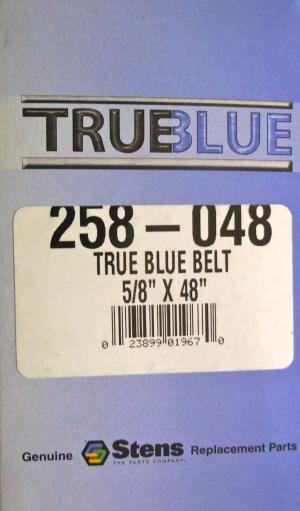 TRUEBLUE
258-048
TRUE BLUE BELT
5/8" X 48"
0 23899 01967 0
Genuine Stens Replacement Parts
THE PARTS COMPANY.